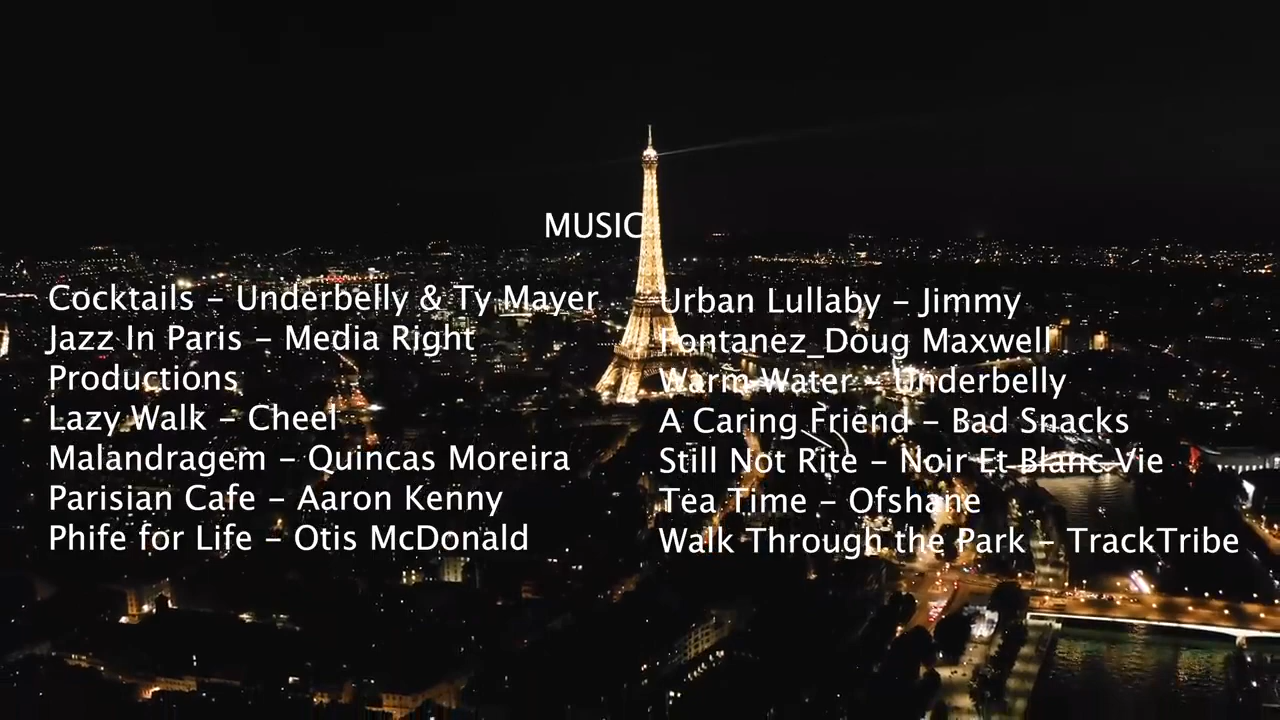 MUSIC
Cocktails - Underbelly & Ty Mayer
Jazz In Paris - Media Right
Productions
Lazy Walk - Cheel
Malandragem - Quincas Moreira
Parisian Cafe - Aaron Kenny
Phife for Life - Otis McDonald
Urban Lullaby - Jimmy
Fontanez_Doug Maxwell
Warm Water - Underbelly
A Caring Friend - Bad Snacks
Still Not Rite - Noir Et Blanc Vie
Tea Time - Ofshane
Walk Through the Park - TrackTribe